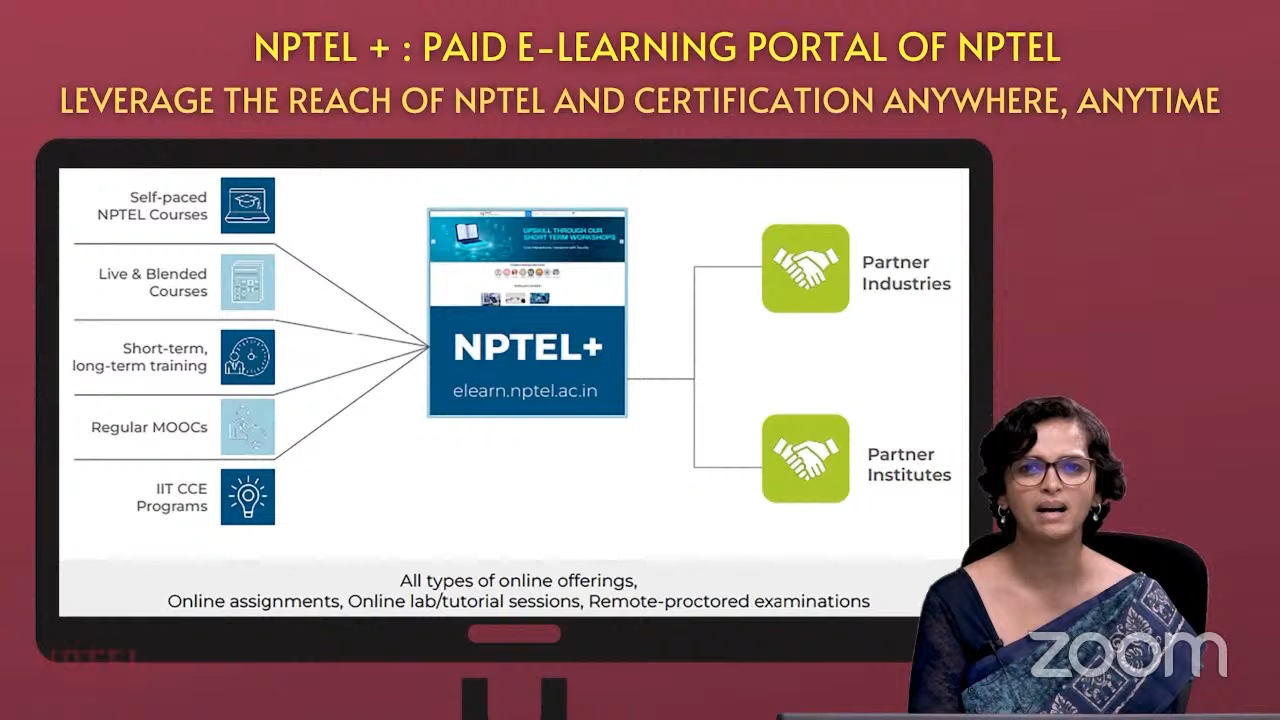 NPTEL + : PAID E-LEARNING PORTAL OF NPTEL
LEVERAGE THE REACH OF NPTEL AND CERTIFICATION ANYWHERE, ANYTIME
Self-paced
NPTEL Courses
Live & Blended
Courses
Short-term,
long-term training
Regular MOOCs
IIT CCE
Programs
UPSKILL THROUGH OUR
SHORT TERM WORKSHOPS
NPTEL+
elearn.nptel.ac.in
Partner
Industries
Partner
Institutes
All types of online offerings,
Online assignments, Online lab/tutorial sessions, Remote-proctored examinations
NPTEL
zoom